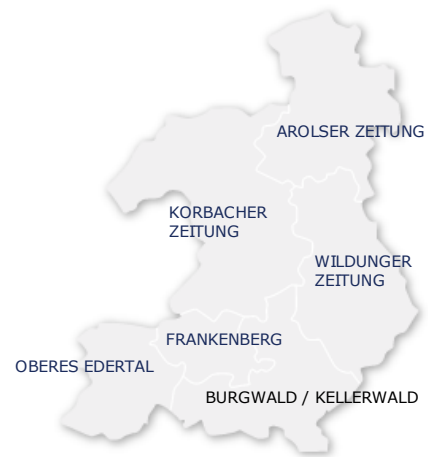 AROLSER ZEITUNG
KORBACHER
ZEITUNG
WILDUNGER
ZEITUNG
FRANKENBERG
OBERES EDERTAL
BURGWALD / KELLERWALD